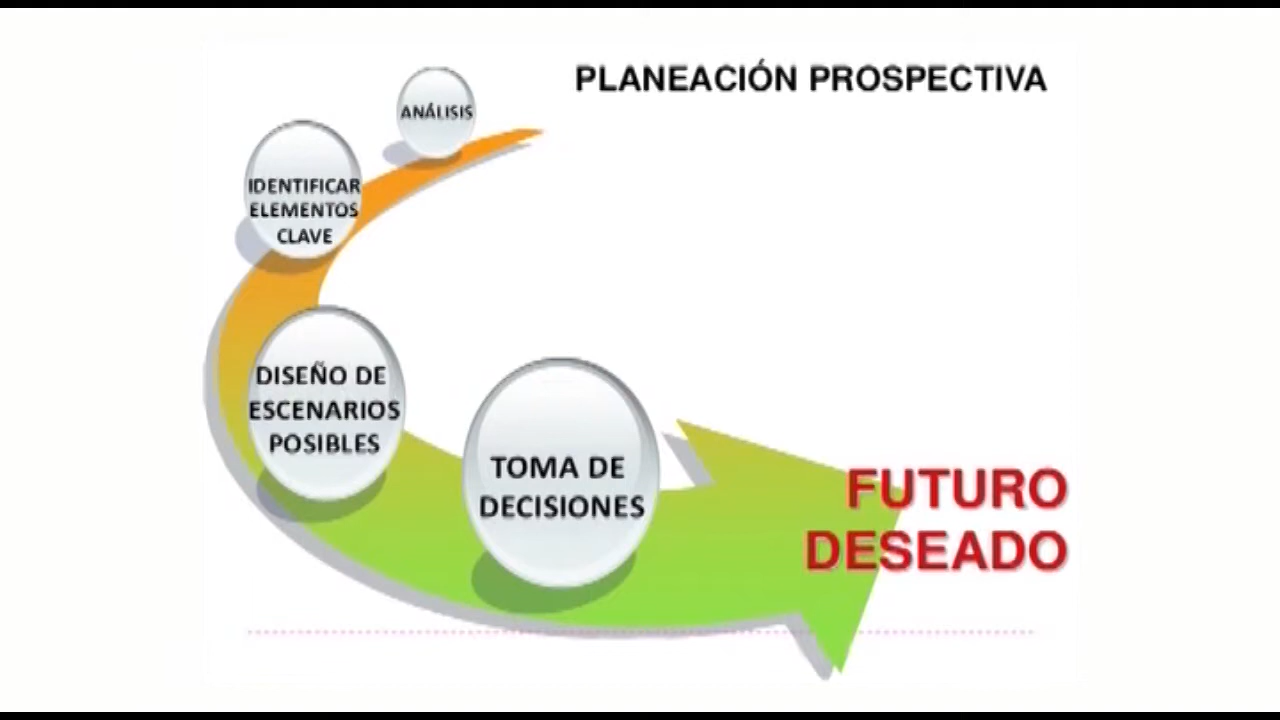 PLANEACIÓN PROSPECTIVA
ANÁLISIS
IDENTIFICAR
ELEMENTOS
CLAVE
DISEÑO DE
ESCENARIOS
POSIBLES
TOMA DE
DECISIONES
FUTURO
DESEADO